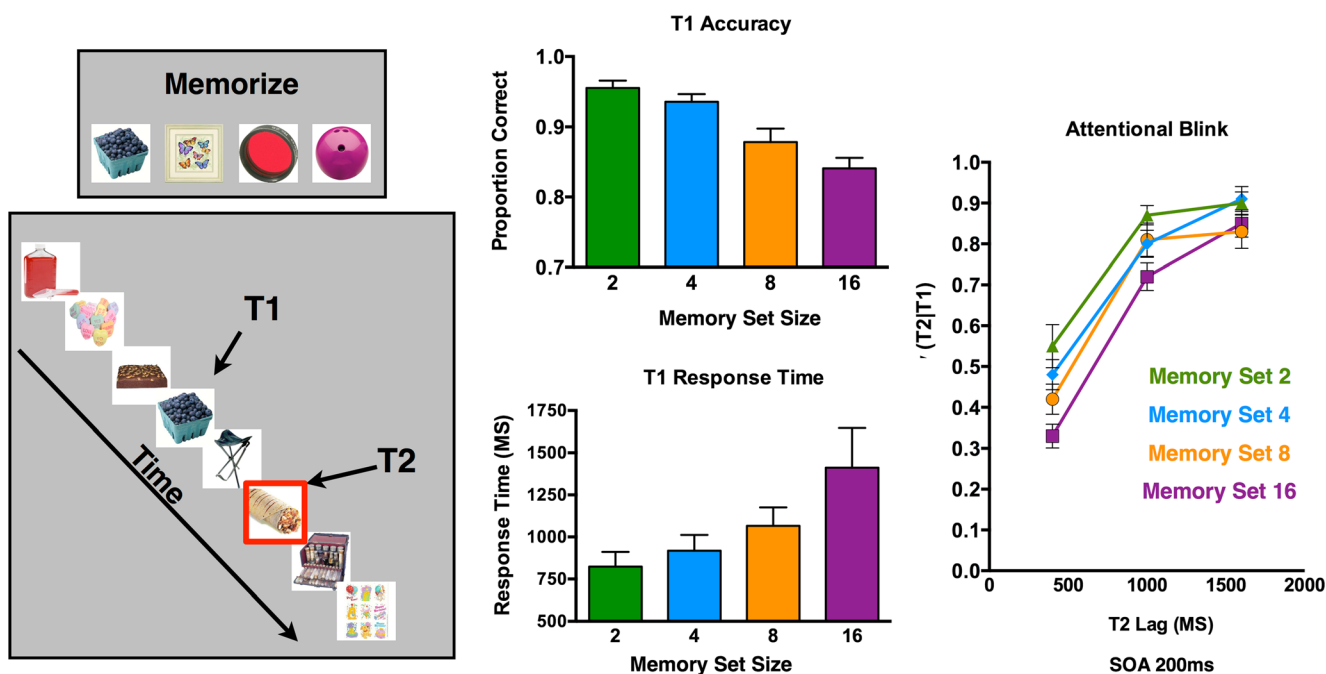 Memorize
T1
T2
Time
T1 Accuracy
Proportion Correct
1.0
0.9
0.8
0.7
2 4 8 16
Memory Set Size
T1 Response Time
Response Time (MS)
1750
1500
1250
1000
750
500
2 4 8 16
Memory Set Size
Attentional Blink
(T2|T1)
1.0
0.9
0.8
0.7
0.6
0.5
0.4
0.3
0.2
0.1
0.0
0 500 1000 1500 2000
Memory Set 2
Memory Set 4
Memory Set 8
Memory Set 16
T2 Lag (MS)
SOA 200ms